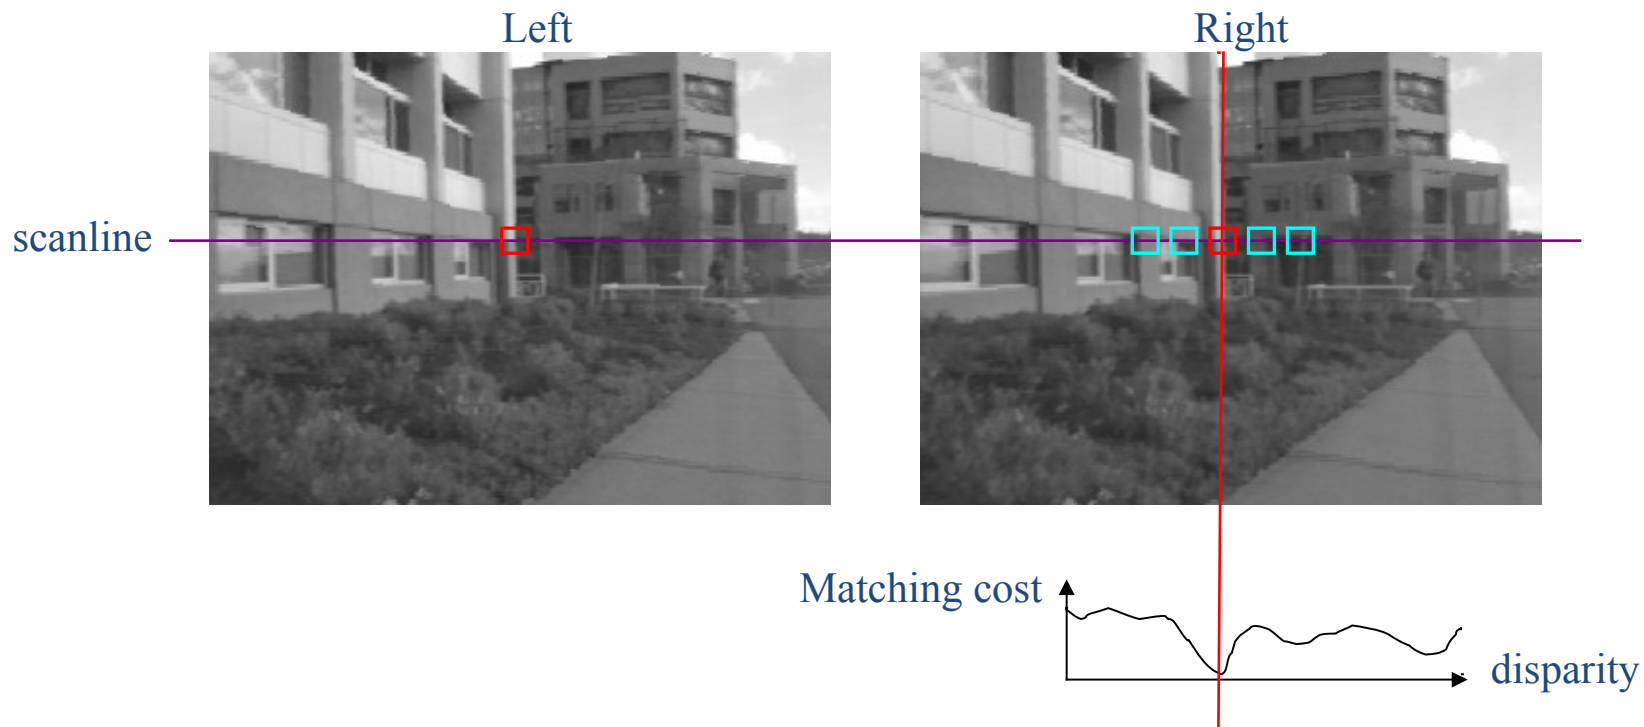 Left
Right
scanline
Matching cost
disparity